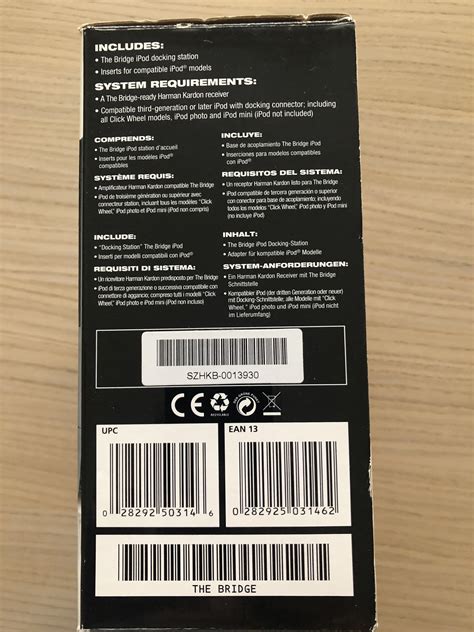 INCLUDES:
• The Bridge iPod docking station
• Inserts for compatible iPod® models
SYSTEM REQUIREMENTS:
• A The Bridge-ready Harman Kardon receiver
• Compatible third-generation or later iPod with docking connector; including
all Click Wheel models, iPod photo and iPod mini (iPod not included)
COMPRENDS:
• The Bridge iPod station d'accueil
• Inserts pour les modèles iPod®
compatibles
SYSTÈME REQUIS:
• Amplificateur Harman Kardon compatible The Bridge
• iPod de troisième génération ou supérieur avec
connecteur station, incluant tous les modèles "Click
Wheel," iPod photo et iPod mini (iPod non compris)
INCLUYE:
• Base de acoplamiento The Bridge iPod
• Inserciones para modelos compatibles
con iPod®
REQUISITOS DEL SISTEMA:
• Un receptor Harman Kardon listo para The Bridge
• iPod compatible de tercera generación o superior
con conector para base de acoplamiento; incluyendo
todos los modelos "Click Wheel," iPod photo y iPod mini
(no incluye iPod)
INCLUDE:
• "Docking Station" The Bridge iPod
• Inserti per modelli compatibili con iPod®
REQUISITI DI SISTEMA:
• Un ricevitore Harman Kardon predisposto per The Bridge
• iPod di terza generazione o successiva compatibile con
connettore di aggancio; compreso tutti i modelli "Click
Wheel," iPod photo e iPod mini (iPod non incluso)
INHALT:
• The Bridge iPod Docking-Station
• Adapter für kompatible iPod® Modelle
SYSTEM-ANFORDERUNGEN:
• Ein Harman Kardon Receiver mit The Bridge
Schnittstelle
• Kompatibler iPod (der dritten Generation oder neuer)
mit Docking-Schnittstelle; alle Modelle mit "Click
Wheel," iPod photo und iPod mini (iPod nicht
im Lieferumfang)
SZHKB-0013930
CE
RECYCLABLE
UPC
0 28292 50314 6
EAN 13
0 282925 031462
THE BRIDGE